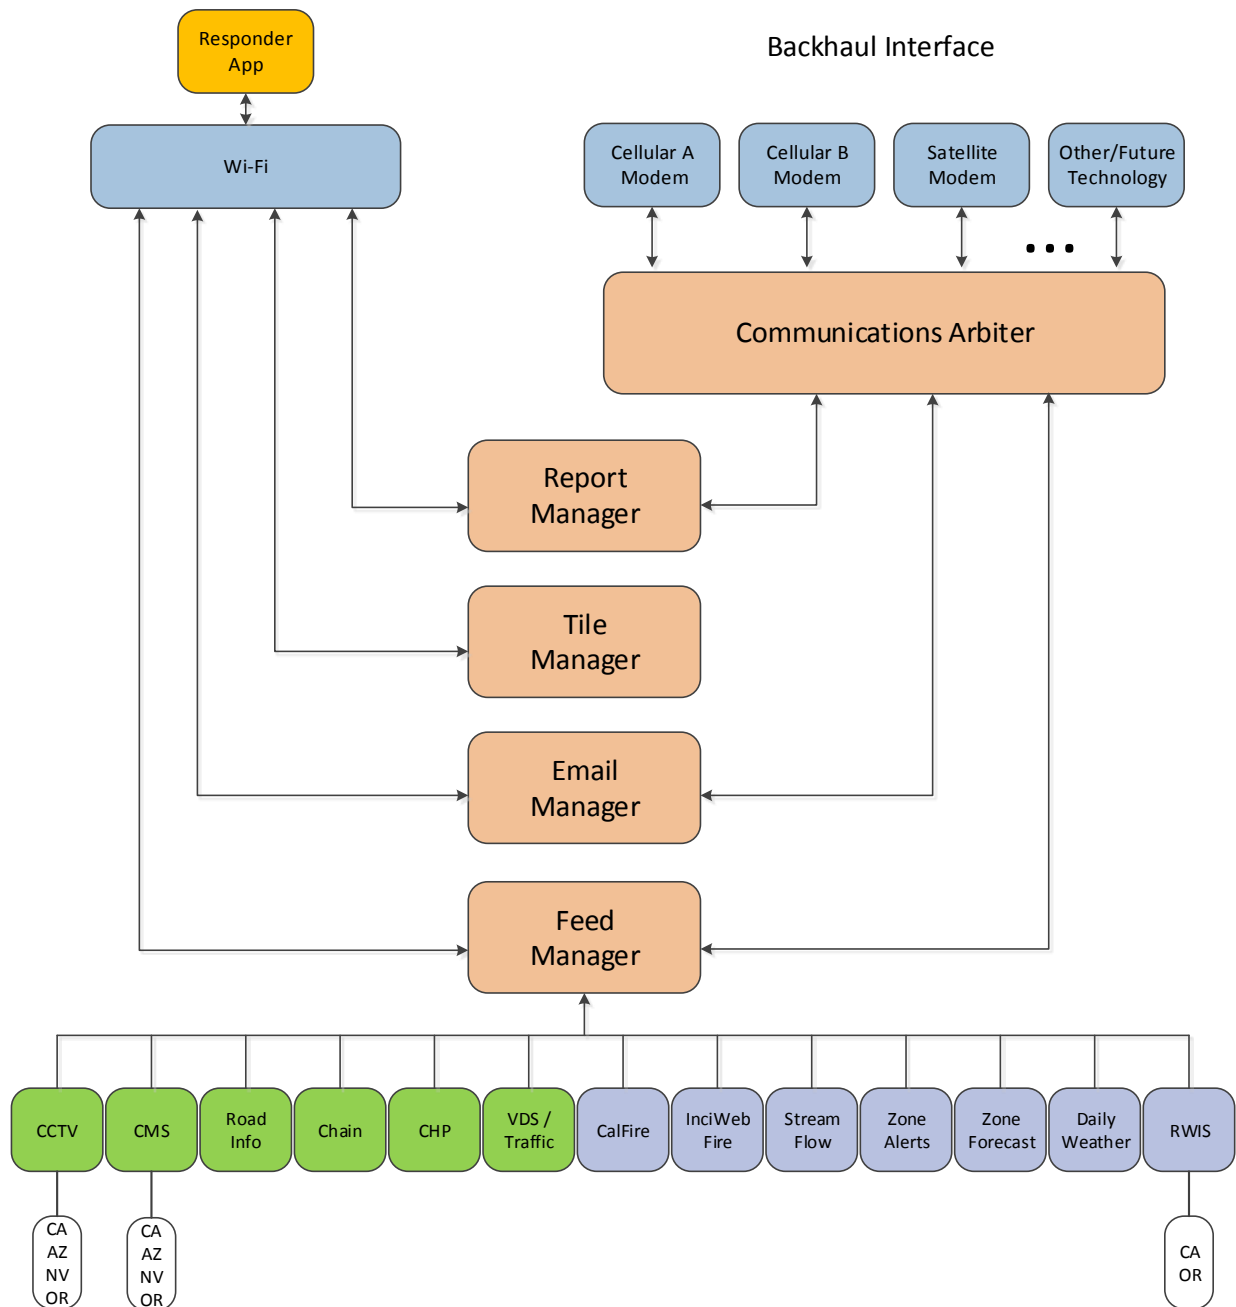 Responder
App
Backhaul Interface
Wi-Fi
Cellular A
Modem
Cellular B
Modem
Satellite
Modem
Other/Future
Technology
...
Communications Arbiter
Report
Manager
Tile
Manager
Email
Manager
Feed
Manager
CCTV
CMS
Road
Info
Chain
CHP
VDS /
Traffic
CalFire
InciWeb
Fire
Stream
Flow
Zone
Alerts
Zone
Forecast
Daily
Weather
RWIS
CA
AZ
NV
OR
CA
AZ
NV
OR
CA
OR